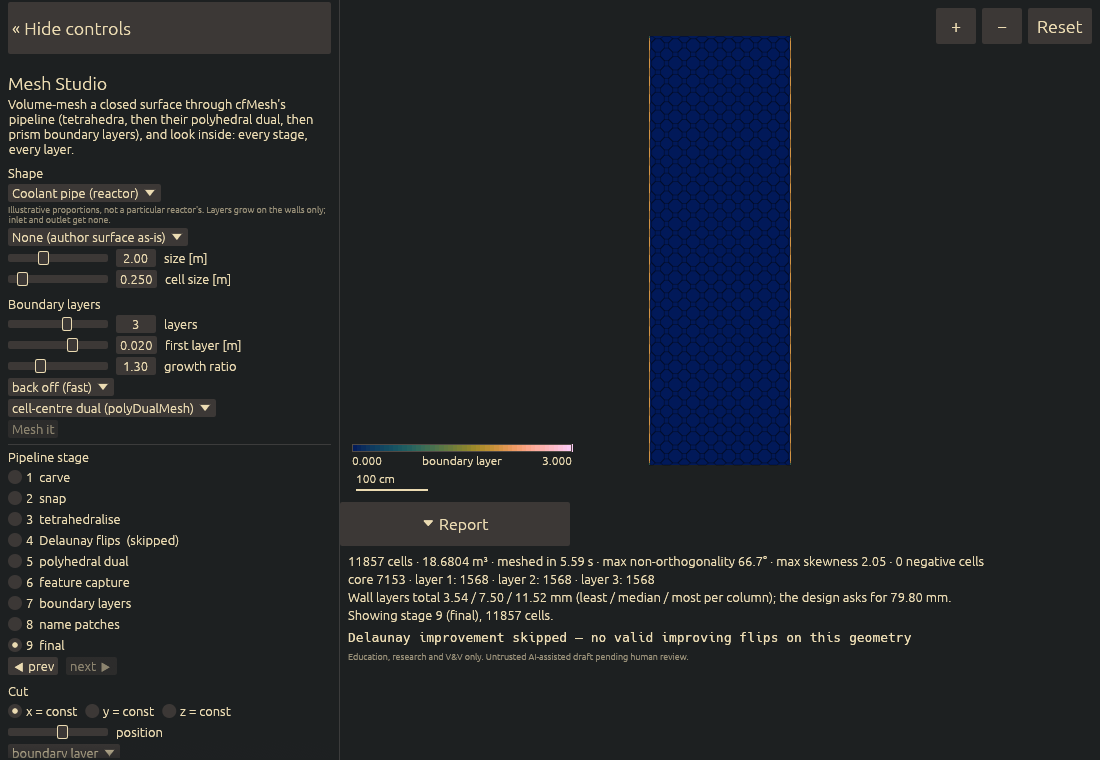 « Hide controls
+
−
Reset
Mesh Studio
Volume-mesh a closed surface through cfMesh's
pipeline (tetrahedra, then their polyhedral dual, then
prism boundary layers), and look inside: every stage,
every layer.
Shape
Coolant pipe (reactor)
Illustrative proportions, not a particular reactor's. Layers grow on the walls only;
inlet and outlet get none.
None (author surface as-is)
2.00 size [m]
0.250 cell size [m]
Boundary layers
3 layers
0.020 first layer [m]
1.30 growth ratio
back off (fast)
cell-centre dual (polyDualMesh)
Mesh it
Pipeline stage
1 carve
2 snap
3 tetrahedralise
4 Delaunay flips (skipped)
5 polyhedral dual
6 feature capture
7 boundary layers
8 name patches
9 final
◀ prev next ▶
Cut
x = const y = const z = const
position
boundary layer
0.000 boundary layer 3.000
100 cm
Report
11857 cells · 18.6804 m³ · meshed in 5.59 s · max non-orthogonality 66.7° · max skewness 2.05 · 0 negative cells
core 7153 · layer 1: 1568 · layer 2: 1568 · layer 3: 1568
Wall layers total 3.54 / 7.50 / 11.52 mm (least / median / most per column); the design asks for 79.80 mm.
Showing stage 9 (final), 11857 cells.
Delaunay improvement skipped — no valid improving flips on this geometry
Education, research and V&V only. Untrusted AI-assisted draft pending human review.